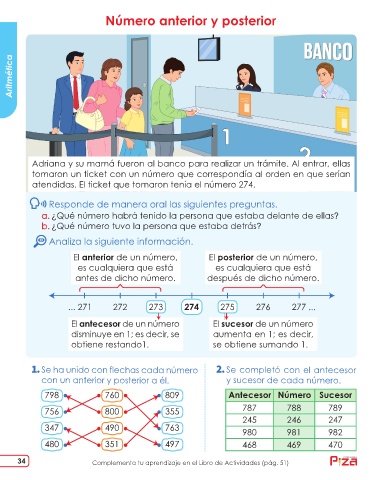 Número anterior y posterior
Aritmética
BANCO
1
2
Adriana y su mamá fueron al banco para realizar un trámite. Al entrar, ellas
tomaron un ticket con un número que correspondía al orden en que serían
atendidas. El ticket que tomaron tenía el número 274.
Responde de manera oral las siguientes preguntas.
a. ¿Qué número habrá tenido la persona que estaba delante de ellas?
b. ¿Qué número tuvo la persona que estaba detrás?
Analiza la siguiente información.
El anterior de un número,
es cualquiera que está
antes de dicho número.
El posterior de un número,
es cualquiera que está
después de dicho número.
... 271 272 273 274 275 276 277 ...
El antecesor de un número
disminuye en 1; es decir, se
obtiene restando1.
El sucesor de un número
aumenta en 1; es decir,
se obtiene sumando 1.
1. Se ha unido con flechas cada número
con un anterior y posterior a él.
798 760 809
756 800 355
347 490 763
480 351 497
2. Se completó con el antecesor
y sucesor de cada número.
Antecesor Número Sucesor
787 788 789
245 246 247
980 981 982
468 469 470
34
Complementa tu aprendizaje en el Libro de Actividades (pág. 51)
Piza